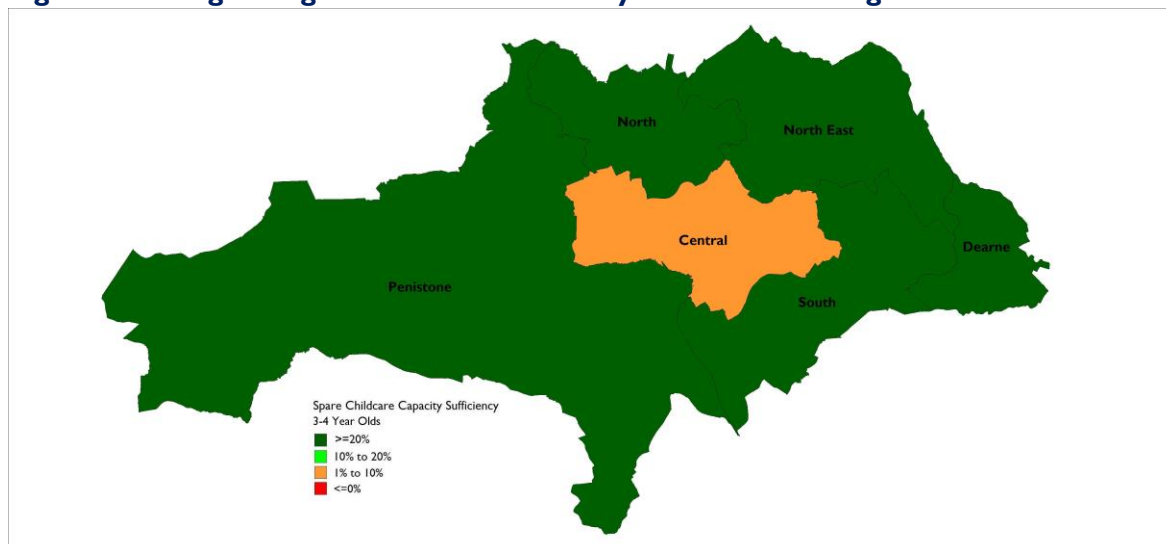 North
North East
Central
Dearne
Penistone
South
Spare Childcare Capacity Sufficiency
3-4 Year Olds
>=20%
10% to 20%
1% to 10%
<=0%